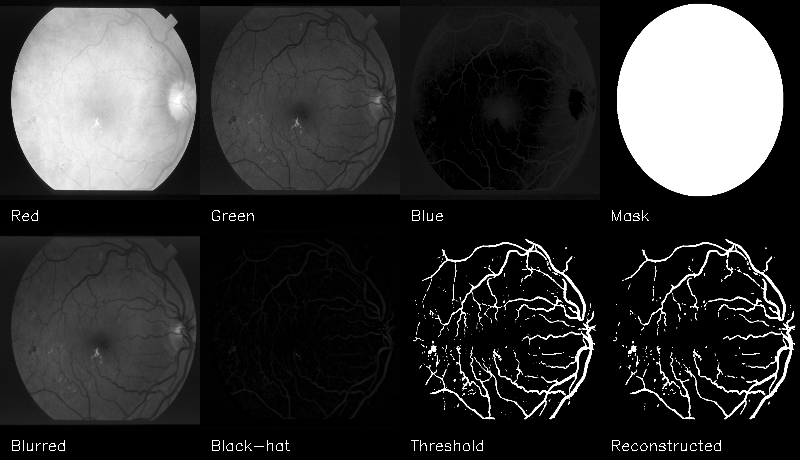 Red
Green
Blue
Mask
Blurred
Black-hat
Threshold
Reconstructed